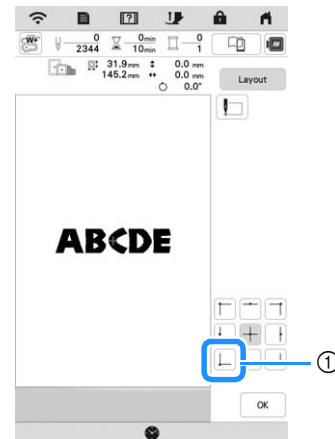 W+
0
2344
0min
10min
0
1
31.9mm
145.2mm
0.0 mm
0.0 mm
0.0°
Layout
ABCDE
①
OK